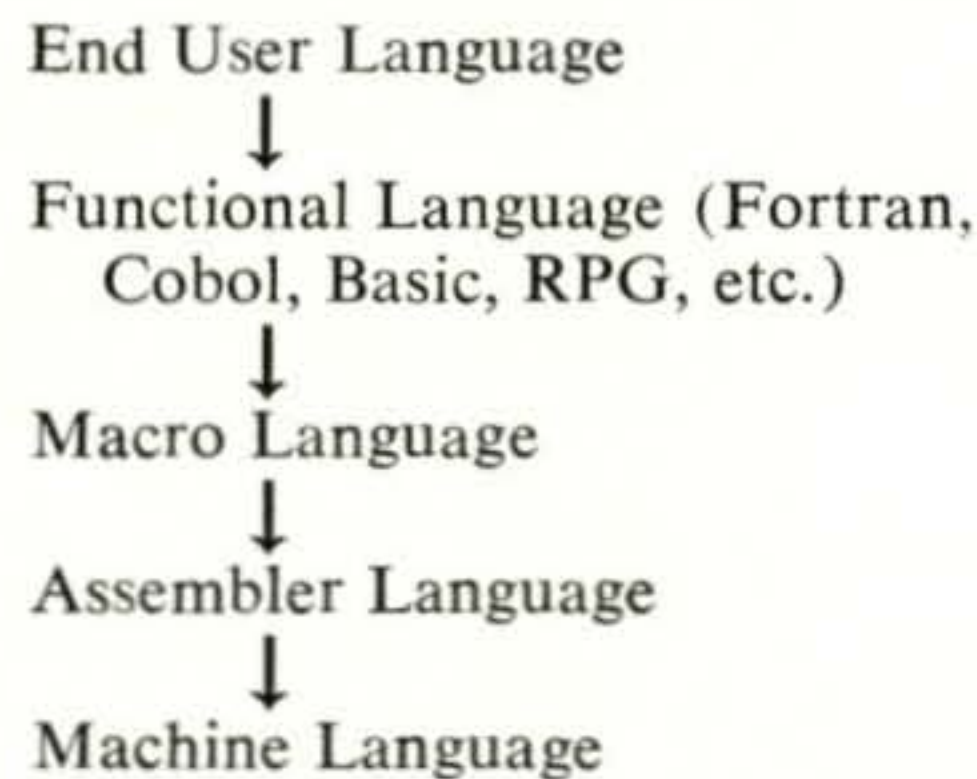 End User Language
Functional Language (Fortran,
Cobol, Basic, RPG, etc.)
Macro Language
Assembler Language
Machine Language